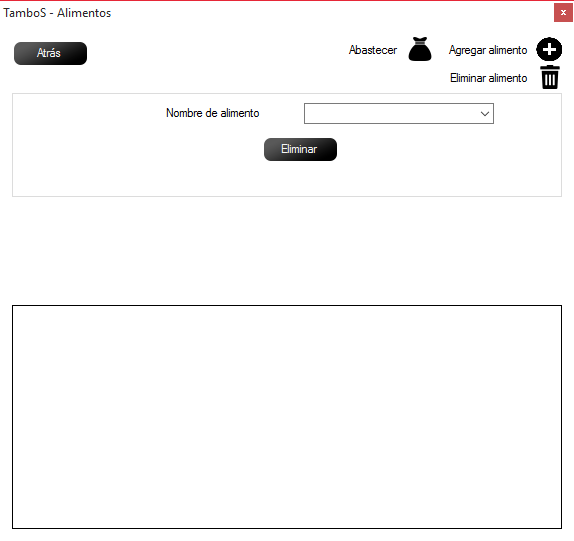 TamboS - Alimentos
Atrás
Abastecer
Agregar alimento
Eliminar alimento
Nombre de alimento
Eliminar